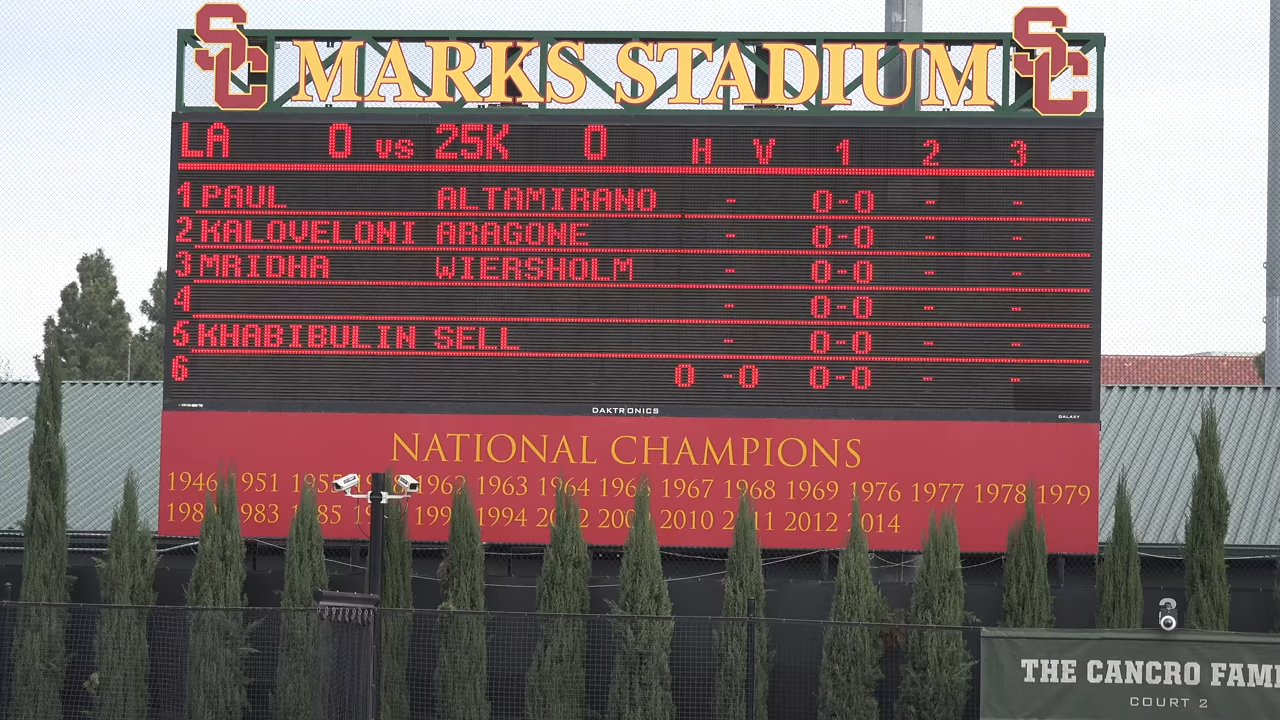 SC MARKS STADIUM SC
LA 0 vs 25K 0 H V 1 2 3
1 PAUL ALTAMIRANO - 0-0 - -
2 KALOVELONI ARAGONE - 0-0 - -
3 MRIDHA WIERSHOLM - 0-0 - -
4 - 0-0 - -
5 KHABIBULIN SELL - 0-0 - -
6 0-0 0-0 - -
DAKTRONICS
GALAXY
NATIONAL CHAMPIONS
1946 1951 1955 1962 1963 1964 1967 1968 1969 1976 1977 1978 1979
1994 2010 2012 2014
THE CANCRO FAMI
COURT 2